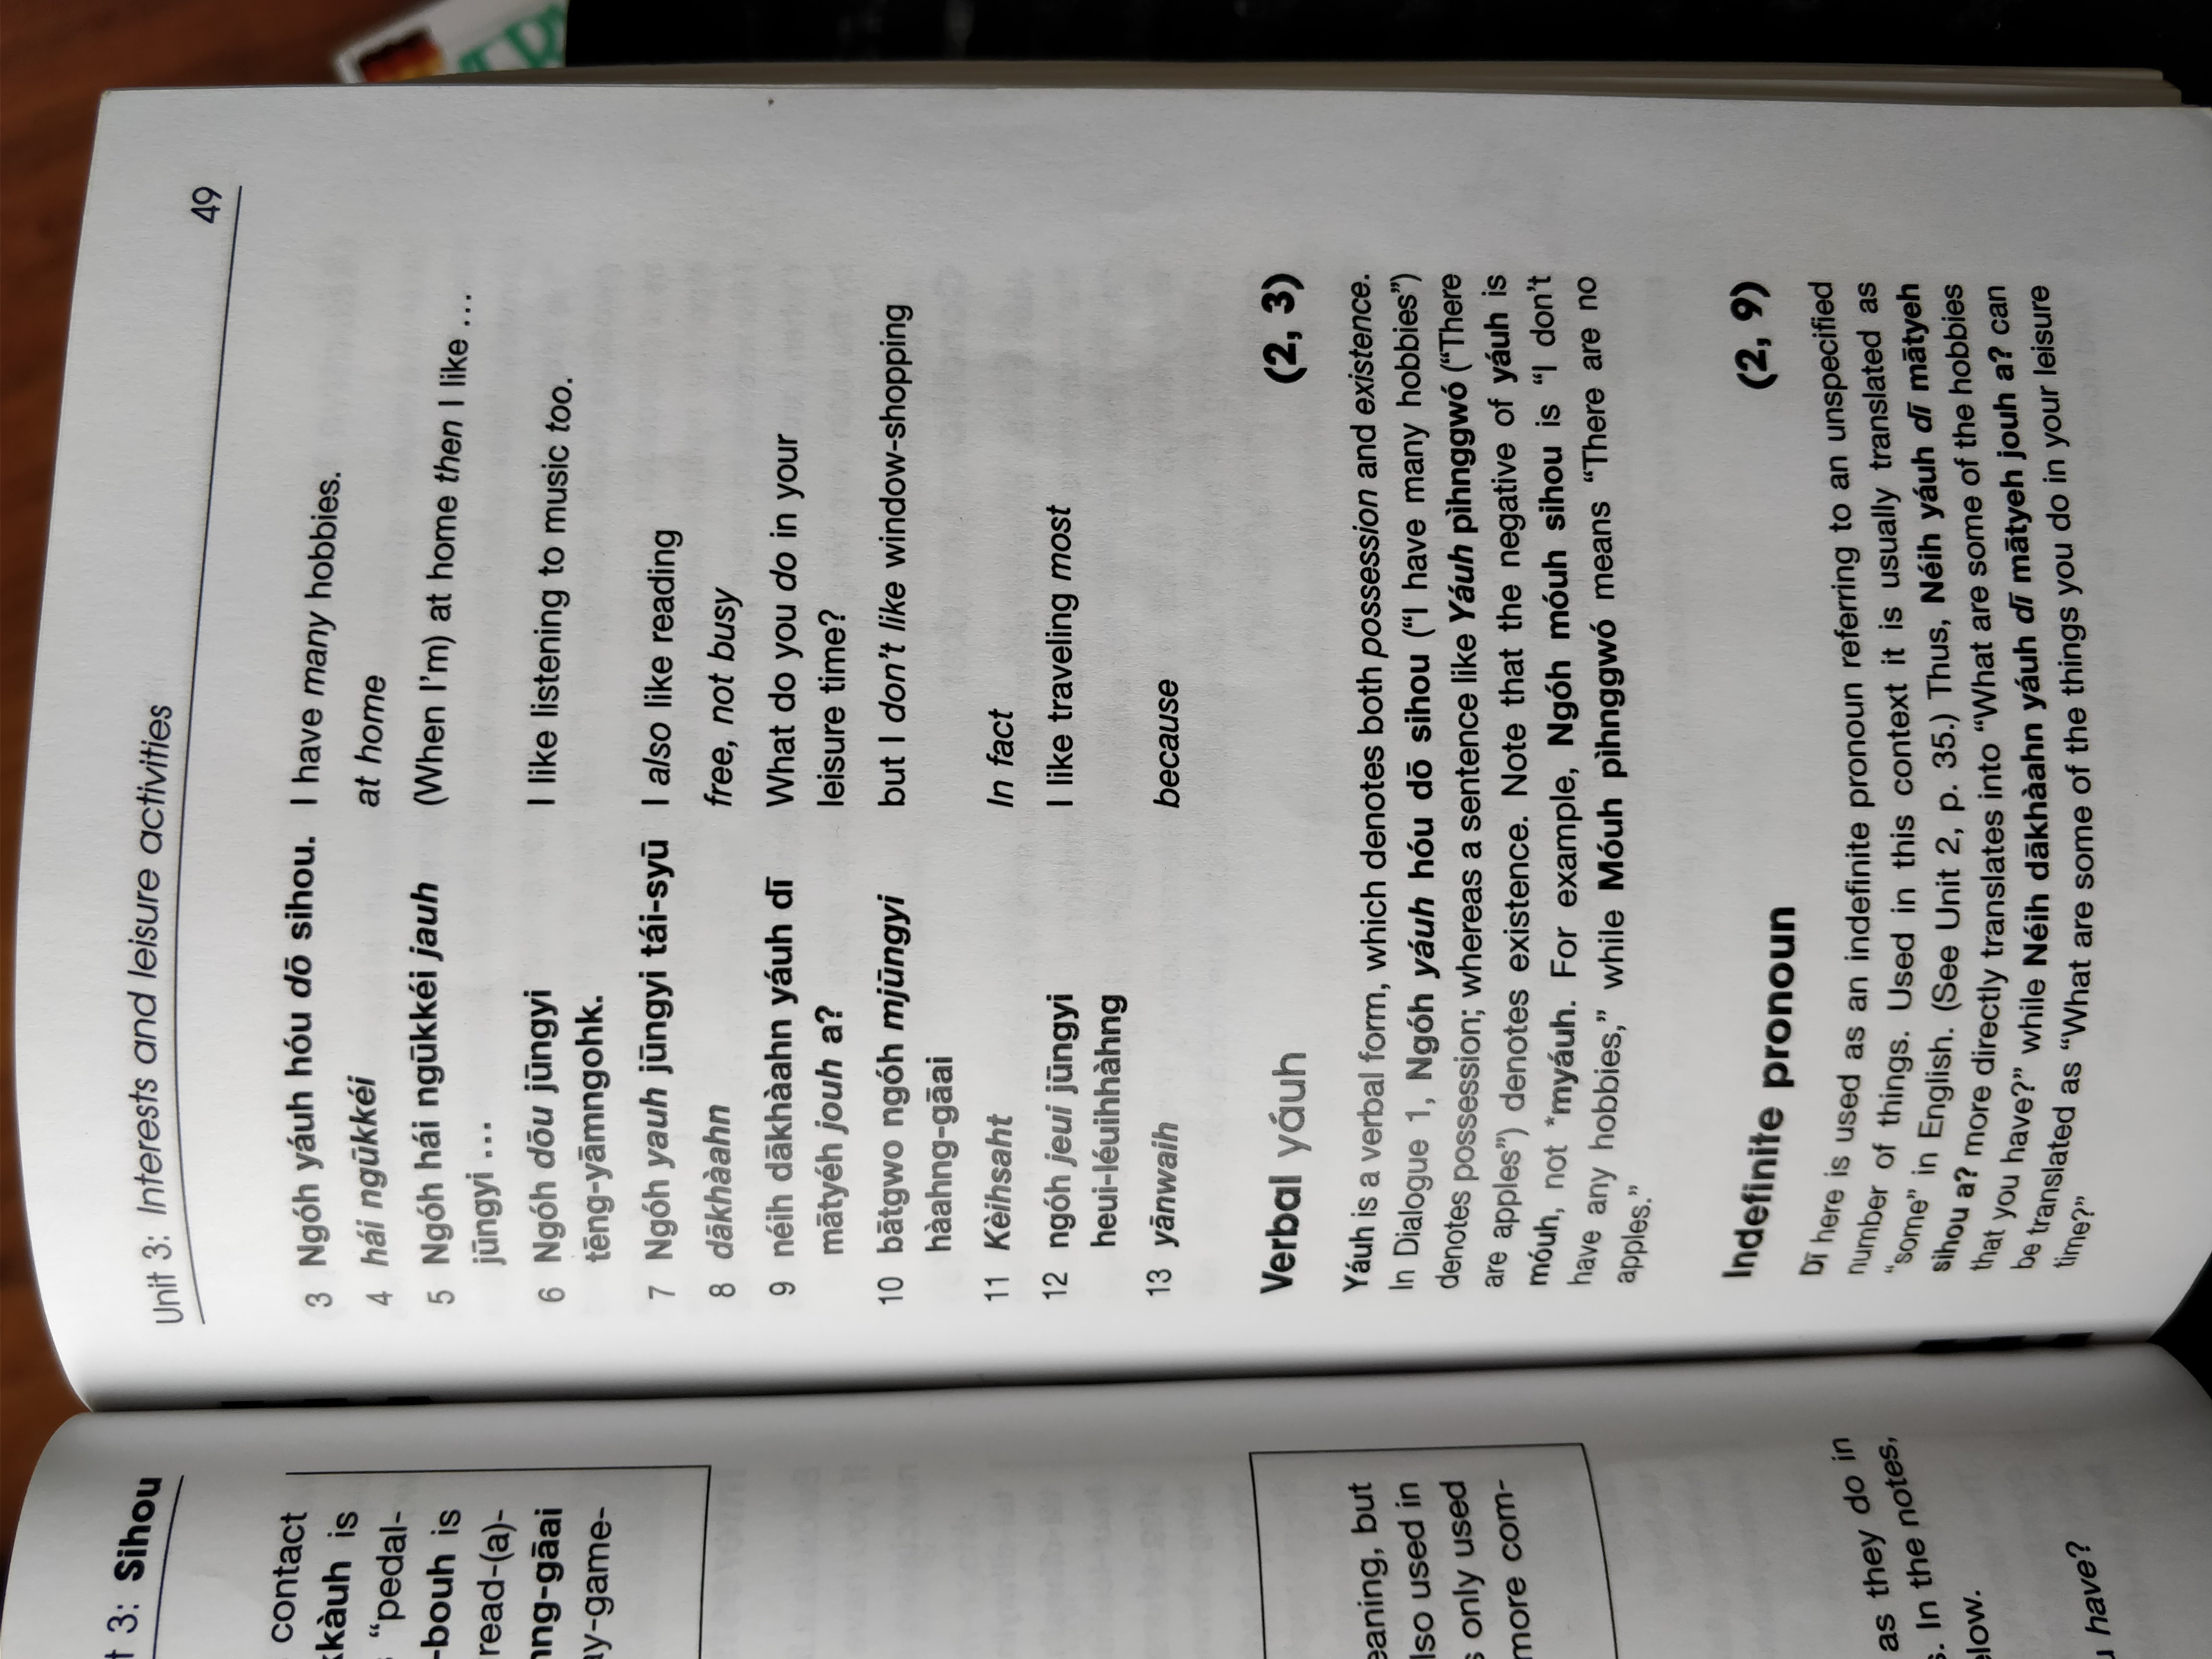 t 3: Sihou
contact
kkàuh is
“pedal-
-bouh is
read-(a)-
nng-gāai
ay-game-
eaning, but
lso used in
s only used
more com-
as they do in
s. In the notes,
elow.
u have?
Unit 3: Interests and leisure activities 49
3 Ngóh yáuh hóu dō sihou. I have many hobbies.
4 hái ngūkkéi at home
5 Ngóh hái ngūkkéi jauh (When I’m) at home then I like …
jūngyi …
6 Ngóh dōu jūngyi I like listening to music too.
tēng-yāmngohk.
7 Ngóh yauh jūngyi tái-syū I also like reading
8 dākhàahn free, not busy
9 néih dākhàahn yáuh dī What do you do in your
mātyéh jouh a? leisure time?
10 bātgwo ngóh mjūngyi but I don’t like window-shopping
hàahng-gāai
11 Kèihsaht In fact
12 ngóh jeui jūngyi I like traveling most
heui-léuihhàhng
13 yānwaih because
Verbal yáuh (2, 3)
Yáuh is a verbal form, which denotes both possession and existence.
In Dialogue 1, Ngóh yáuh hóu dō sihou (“I have many hobbies”)
denotes possession; whereas a sentence like Yáuh pìhnggwó (“There
are apples”) denotes existence. Note that the negative of yáuh is
móuh, not *myáuh. For example, Ngóh móuh sihou is “I don’t
have any hobbies,” while Móuh pìhnggwó means “There are no
apples.”
Indefinite pronoun (2, 9)
Dī here is used as an indefinite pronoun referring to an unspecified
number of things. Used in this context it is usually translated as
“some” in English. (See Unit 2, p. 35.) Thus, Néih yáuh dī mātyeh
sihou a? more directly translates into “What are some of the hobbies
that you have?” while Néih dākhàahn yáuh dī mātyeh jouh a? can
be translated as “What are some of the things you do in your leisure
time?”